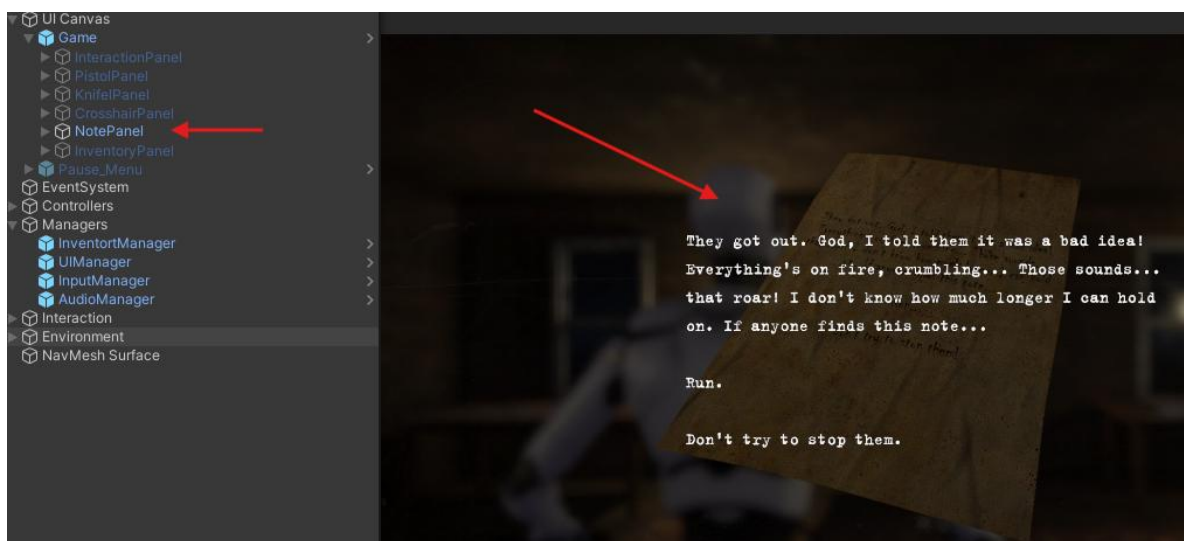 UI Canvas
Game
InteractionPanel
PistolPanel
KnifelPanel
CrosshairPanel
NotePanel
InventoryPanel
Pause_Menu
EventSystem
Controllers
Managers
InventortManager
UIManager
InputManager
AudioManager
Interaction
Environment
NavMesh Surface
They got out. God, I told them it was a bad idea!
Everything's on fire, crumbling... Those sounds...
that roar! I don't know how much longer I can hold
on. If anyone finds this note...
Run.
Don't try to stop them.